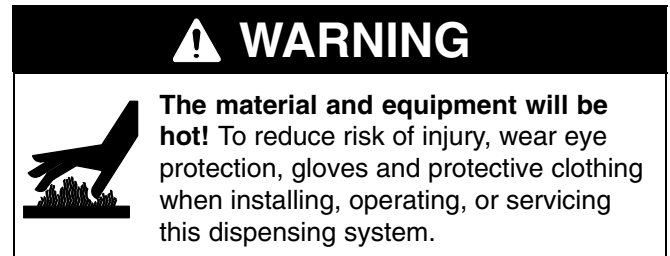 WARNING
The material and equipment will be
hot! To reduce risk of injury, wear eye
protection, gloves and protective clothing
when installing, operating, or servicing
this dispensing system.